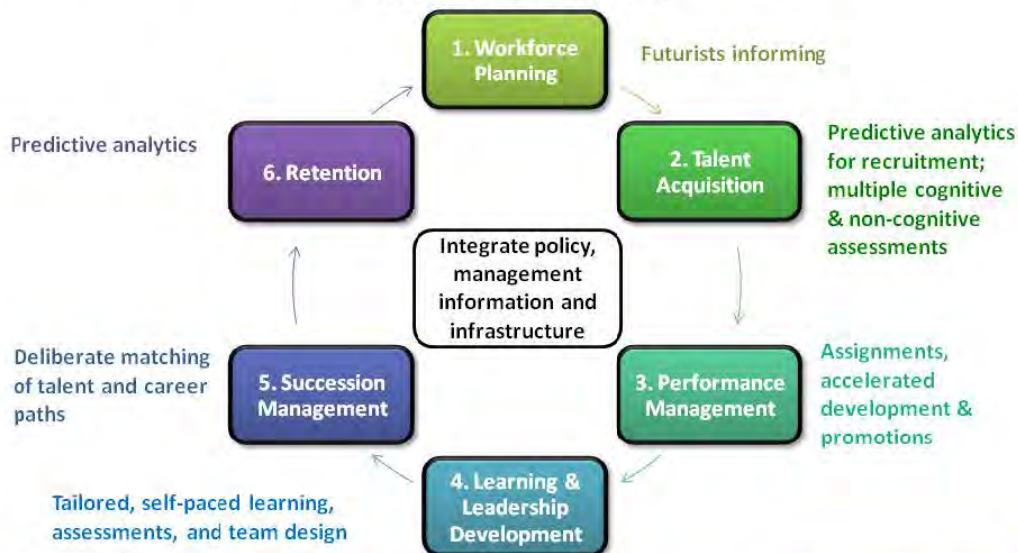 1. Workforce
Planning
Futurists informing
Predictive analytics
6. Retention
2. Talent
Acquisition
Predictive analytics
for recruitment;
multiple cognitive
& non-cognitive
assessments
Integrate policy,
management
information and
infrastructure
Deliberate matching
of talent and career
paths
5. Succession
Management
3. Performance
Management
Assignments,
accelerated
development &
promotions
4. Learning &
Leadership
Development
Tailored, self-paced learning,
assessments, and team design